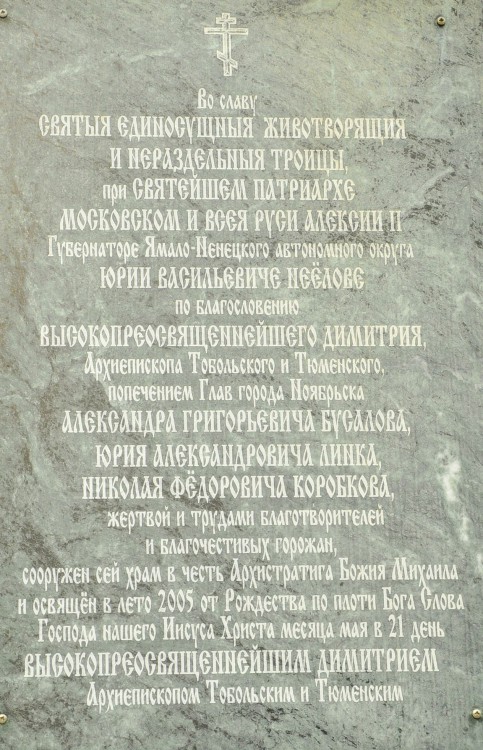 Во славу
СВЯТЫЯ ЕДИНОСУЩНЫЯ ЖИВОТВОРЯЩИЯ
И НЕРАЗДЕЛЬНЫЯ ТРОИЦЫ,
при СВЯТЕЙШЕМ ПАТРИАРХЕ
МОСКОВСКОМ И ВСЕЯ РУСИ АЛЕКСИИ II
Губернаторе Ямало-Ненецкого автономного округа
ЮРИИ ВАСИЛЬЕВИЧЕ НЕЁЛОВЕ
по благословению
ВЫСОКОПРЕОСВЯЩЕННЕЙШЕГО ДИМИТРИЯ,
Архиепископа Тобольского и Тюменского,
попечением Глав города Ноябрьска
АЛЕКСАНДРА ГРИГОРЬЕВИЧА БУСАЛОВА,
ЮРИЯ АЛЕКСАНДРОВИЧА ЛИНКА,
НИКОЛАЯ ФЁДОРОВИЧА КОРОБКОВА,
жертвой и трудами благотворителей
и благочестивых горожан,
сооружен сей храм в честь Архистратига Божия Михаила
и освящён в лето 2005 от Рождества по плоти Бога Слова
Господа нашего Иисуса Христа месяца мая в 21 день
ВЫСОКОПРЕОСВЯЩЕННЕЙШИМ ДИМИТРИЕМ
Архиепископом Тобольским и Тюменским